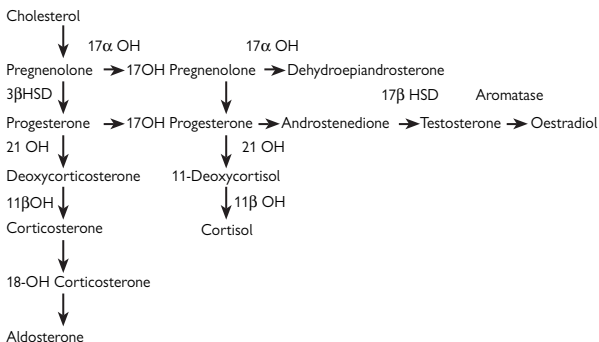 Cholesterol
17α OH 17α OH
Pregnenolone 17OH Pregnenolone Dehydroepiandrosterone
3βHSD 17β HSD Aromatase
Progesterone 17OH Progesterone Androstenedione Testosterone Oestradiol
21 OH 21 OH
Deoxycorticosterone 11-Deoxycortisol
11βOH 11β OH
Corticosterone Cortisol
18-OH Corticosterone
Aldosterone